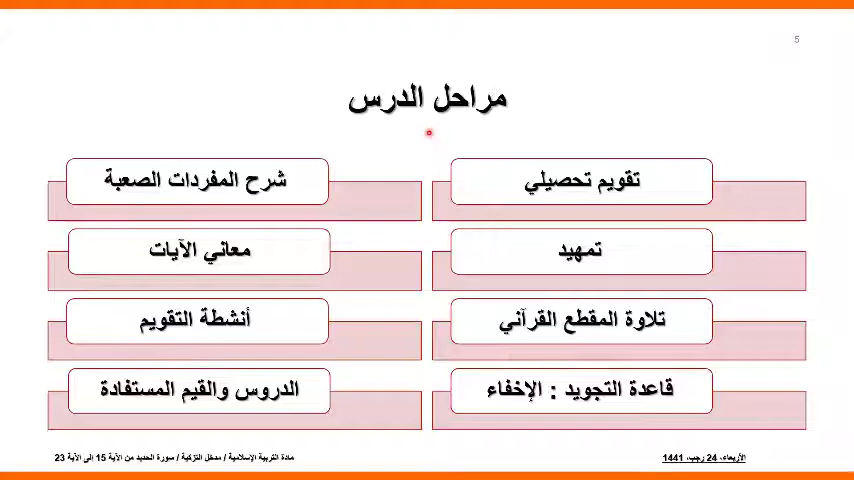 5
مراحل الدرس
تقويم تحصيلي
تمهيد
تلاوة المقطع القرآني
قاعدة التجويد : الإخفاء
شرح المفردات الصعبة
معاني الآيات
أنشطة التقويم
الدروس والقيم المستفادة
الأربعاء، 24 رجب، 1441
مادة التربية الإسلامية / مدخل التزكية / سورة الحديد من الآية 15 إلى الآية 23